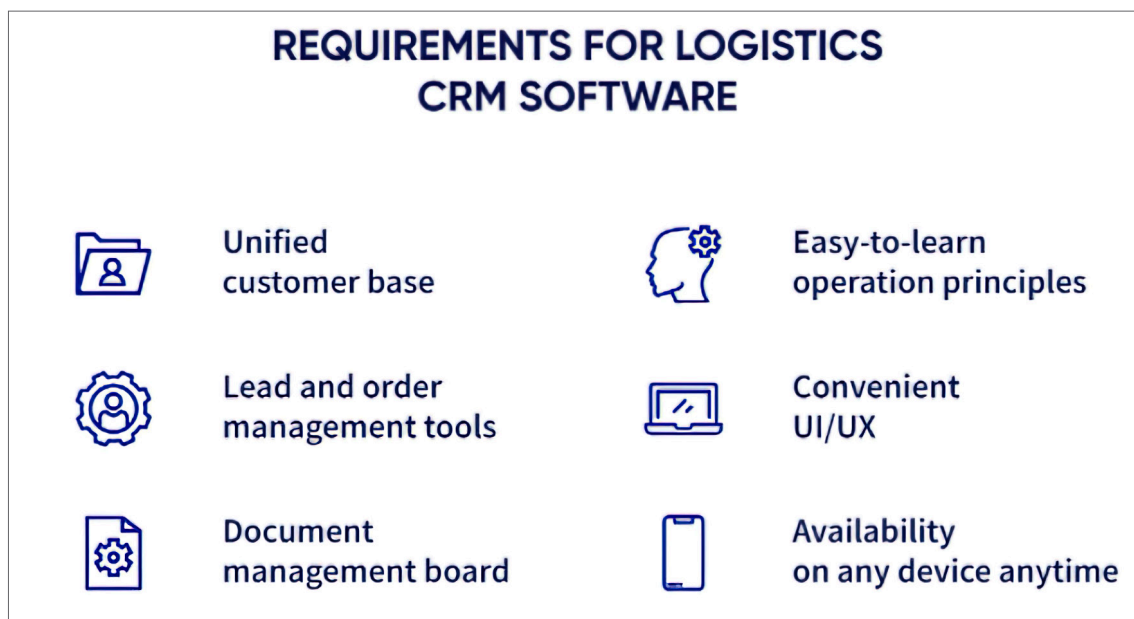 REQUIREMENTS FOR LOGISTICS
CRM SOFTWARE
Unified
customer base
Easy-to-learn
operation principles
Lead and order
management tools
Convenient
UI/UX
Document
management board
Availability
on any device anytime